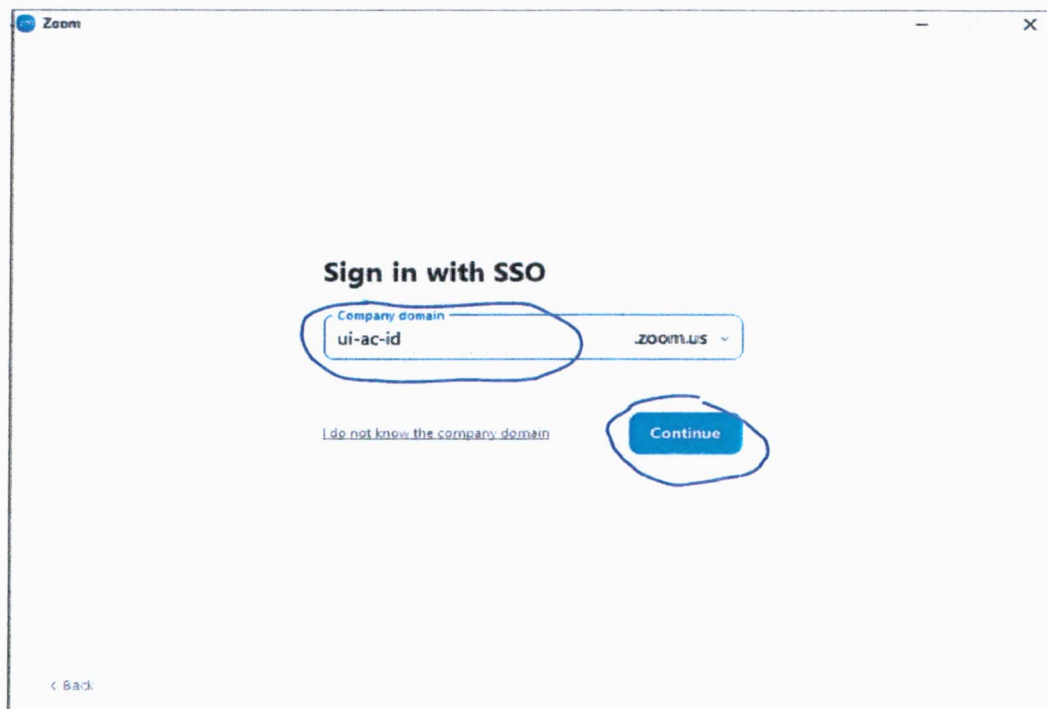 Zoom
Sign in with SSO
Company domain
ui-ac-id .zoom.us
I do not know the company domain
Continue
< Back